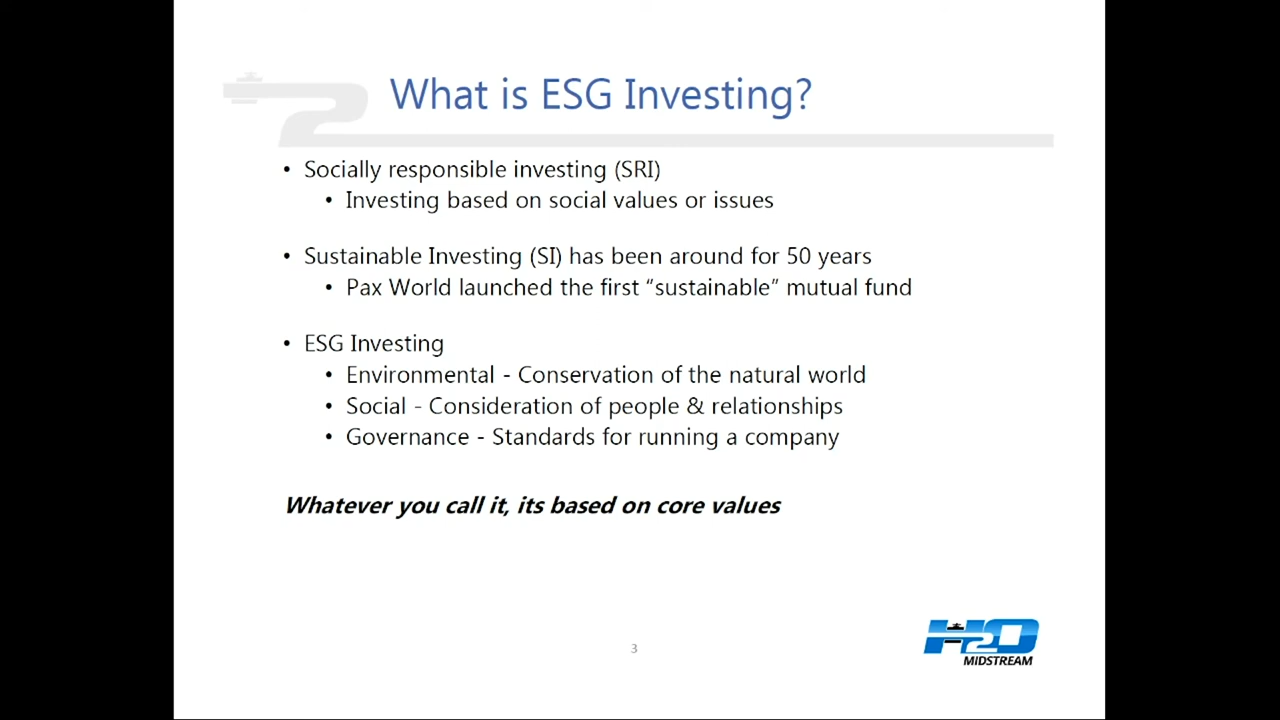 What is ESG Investing?
• Socially responsible investing (SRI)
• Investing based on social values or issues
• Sustainable Investing (SI) has been around for 50 years
• Pax World launched the first “sustainable” mutual fund
• ESG Investing
• Environmental - Conservation of the natural world
• Social - Consideration of people & relationships
• Governance - Standards for running a company
Whatever you call it, its based on core values
3
H2O
MIDSTREAM